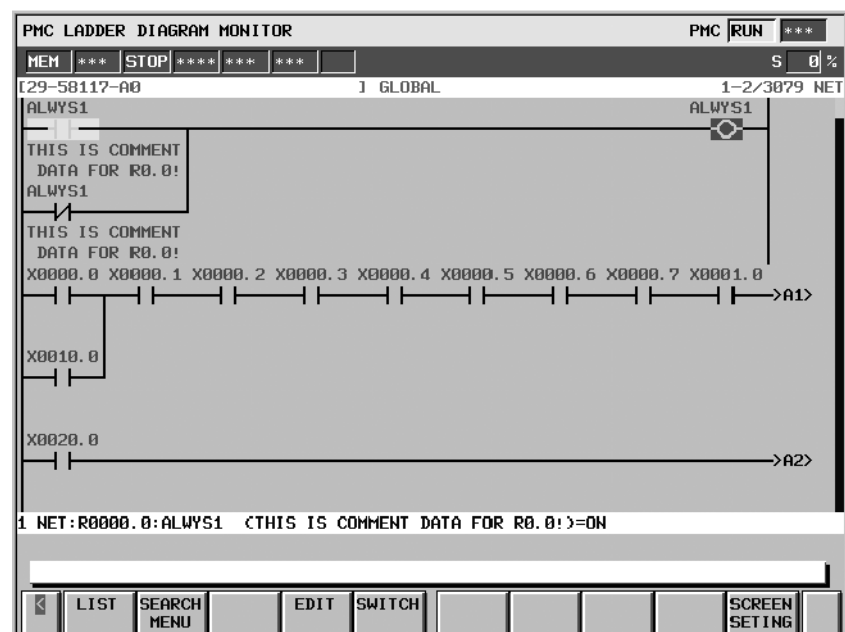 PMC LADDER DIAGRAM MONITOR PMC RUN ***
MEM *** STOP **** *** *** S 0 %
[29-58117-A0 ] GLOBAL 1-2/3079 NET
ALWYS1 ALWYS1
THIS IS COMMENT
DATA FOR R0.0!
ALWYS1
THIS IS COMMENT
DATA FOR R0.0!
X0000.0 X0000.1 X0000.2 X0000.3 X0000.4 X0000.5 X0000.6 X0000.7 X0001.0
>A1>
X0010.0
X0020.0
>A2>
1 NET:R0000.0:ALWYS1 (THIS IS COMMENT DATA FOR R0.0!)=ON
< LIST SEARCH MENU EDIT SWITCH SCREEN SETING